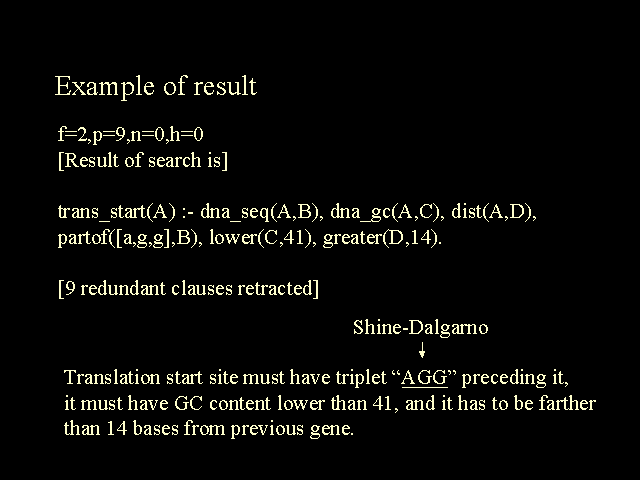 Example of result
f=2,p=9,n=0,h=0
[Result of search is]
trans_start(A) :- dna_seq(A,B), dna_gc(A,C), dist(A,D),
partof([a,g,g],B), lower(C,41), greater(D,14).
[9 redundant clauses retracted]
Shine-Dalgarno
Translation start site must have triplet “AGG” preceding it,
it must have GC content lower than 41, and it has to be farther
than 14 bases from previous gene.